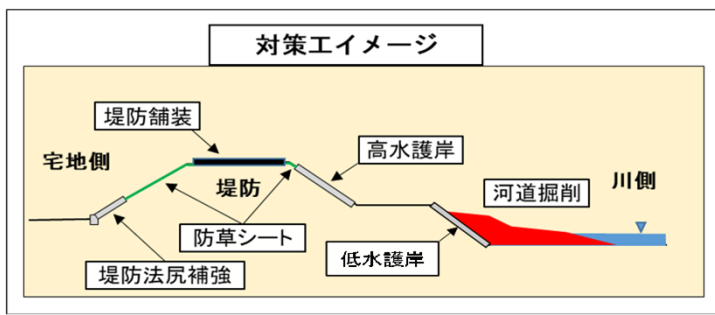 対策工イメージ
堤防舗装
宅地側
高水護岸
川側
堤防
河道掘削
防草シート
低水護岸
堤防法尻補強